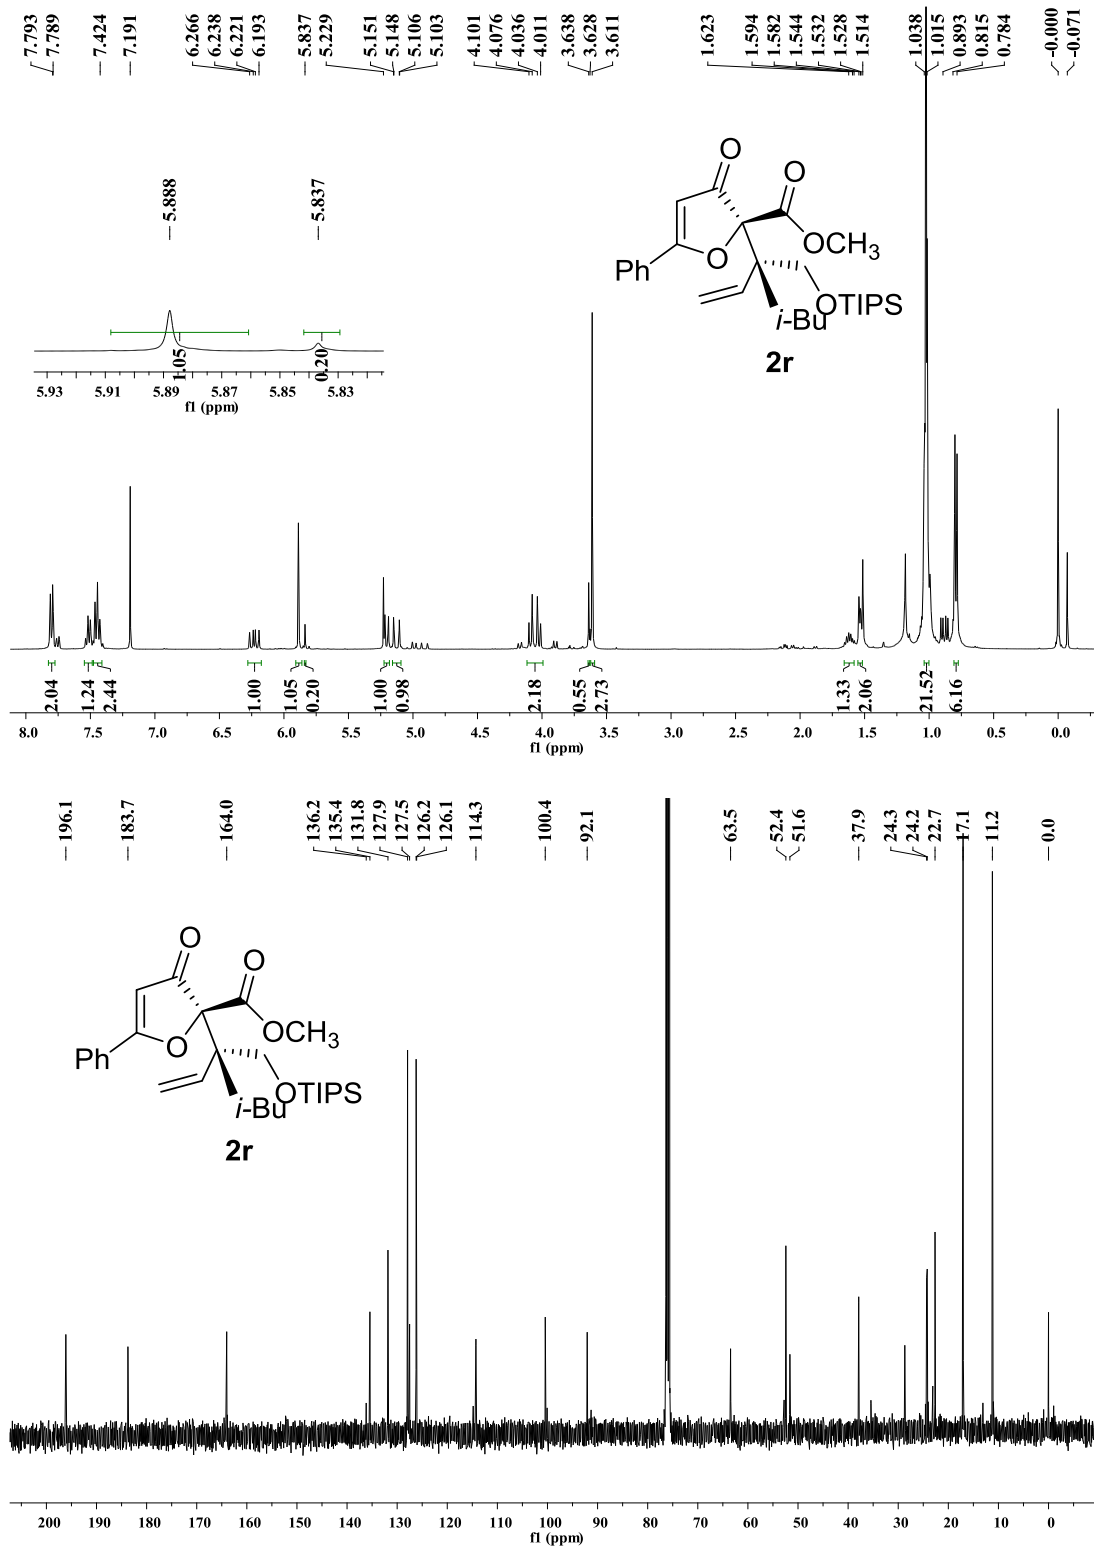 7.793 7.789 7.424 7.191 6.266 6.238 6.221 6.193 5.837 5.229 5.151 5.148 5.106 5.103 4.101 4.076 4.036 4.011 3.638 3.628 3.611 1.623 1.594 1.582 1.544 1.532 1.528 1.514 1.038 1.015 0.893 0.815 0.784 -0.000 -0.071
5.888 5.837
1.05 0.20
5.93 5.91 5.89 5.87 5.85 5.83
f1 (ppm)
O
O
OCH3
O
Ph
OTIPS
i-Bu
2r
2.04 1.24 2.44 1.00 1.05 0.20 1.00 0.98 2.18 0.55 2.73 1.33 2.06 21.52 6.16
8.0 7.5 7.0 6.5 6.0 5.5 5.0 4.5 4.0 3.5 3.0 2.5 2.0 1.5 1.0 0.5 0.0
f1 (ppm)
196.1 183.7 164.0 136.2 135.4 131.8 127.9 127.5 126.2 126.1 114.3 100.4 92.1 63.5 52.4 51.6 37.9 24.3 24.2 22.7 17.1 11.2 0.0
O
O
OCH3
O
Ph
OTIPS
i-Bu
2r
200 190 180 170 160 150 140 130 120 110 100 90 80 70 60 50 40 30 20 10 0
f1 (ppm)